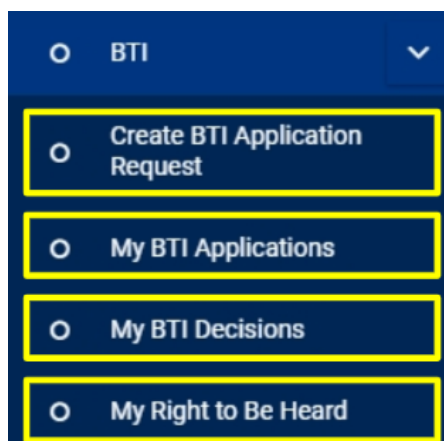 BTI
Create BTI Application
Request
My BTI Applications
My BTI Decisions
My Right to Be Heard